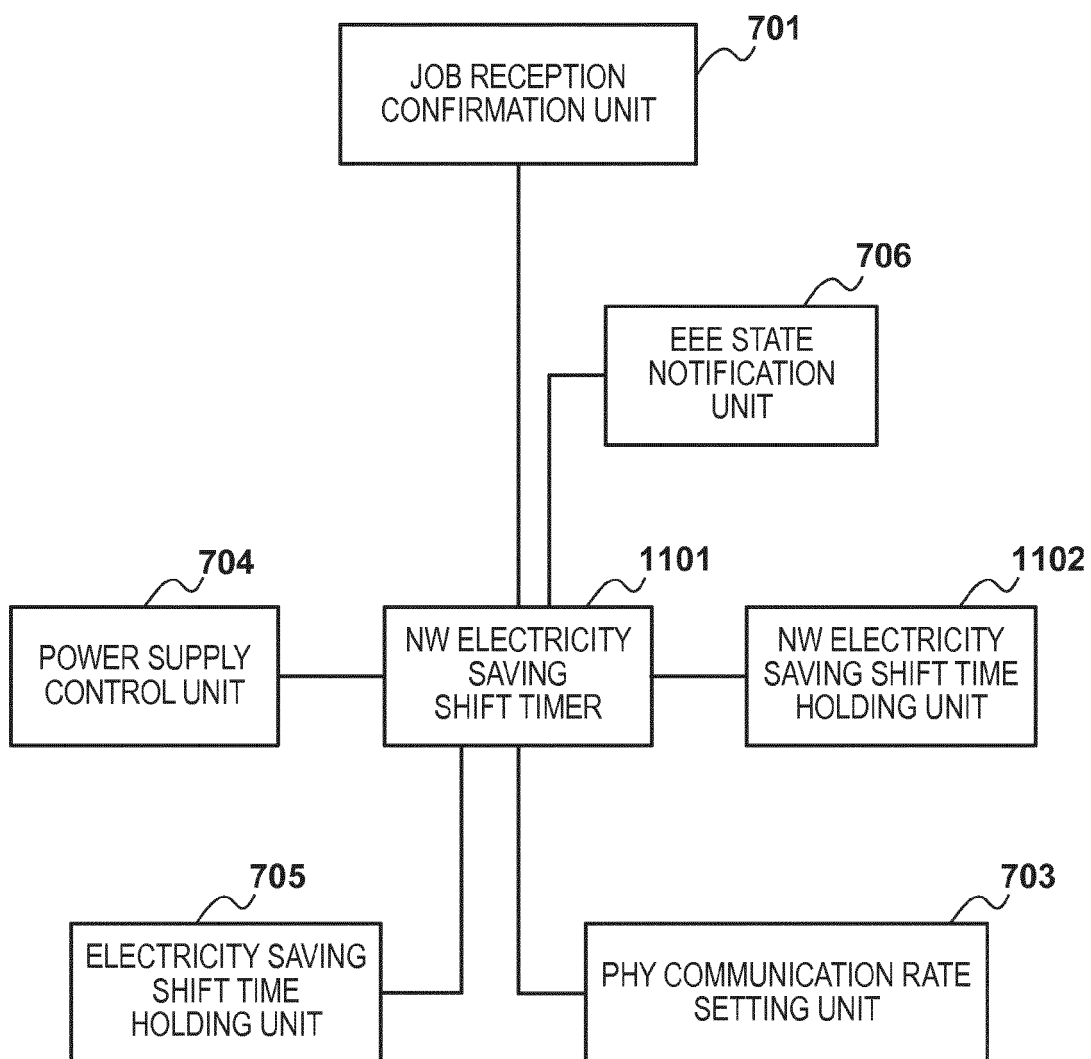 701
JOB RECEPTION
CONFIRMATION UNIT
706
EEE STATE
NOTIFICATION
UNIT
704
POWER SUPPLY
CONTROL UNIT
1101
NW ELECTRICITY
SAVING
SHIFT TIMER
1102
NW ELECTRICITY
SAVING SHIFT TIME
HOLDING UNIT
705
ELECTRICITY SAVING
SHIFT TIME
HOLDING UNIT
703
PHY COMMUNICATION RATE
SETTING UNIT